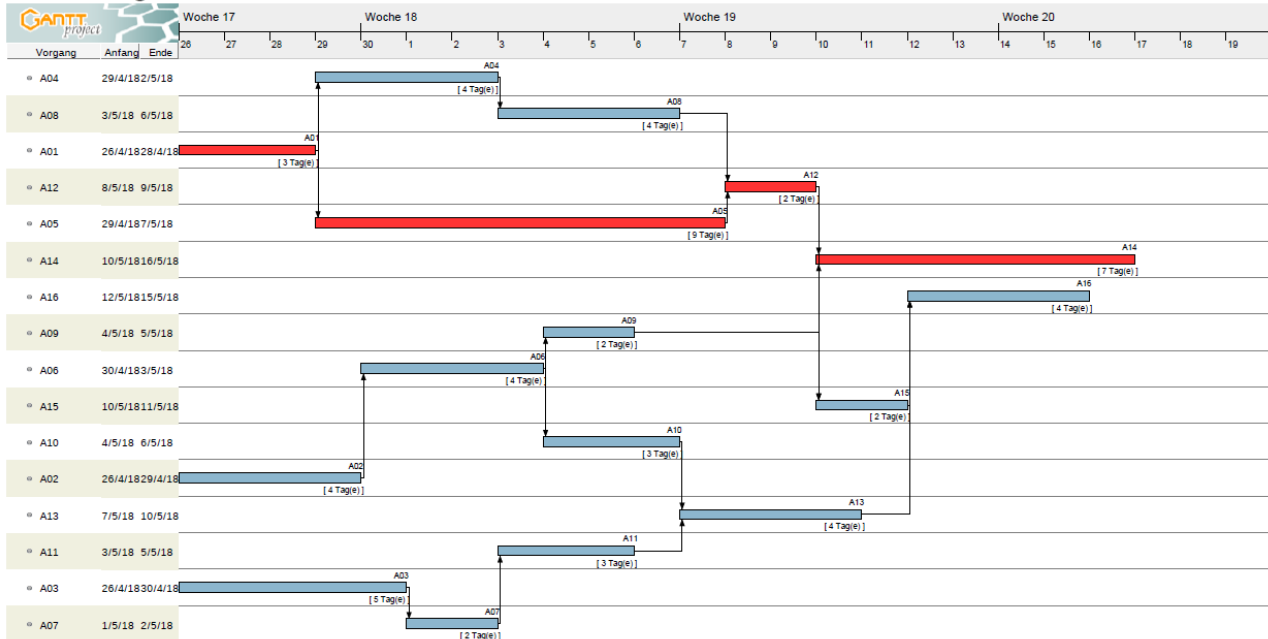 GANTT project Woche 17 Woche 18 Woche 19 Woche 20
Vorgang Anfang Ende 26 27 28 29 30 1 2 3 4 5 6 7 8 9 10 11 12 13 14 15 16 17 18 19
A04 29/4/18 2/5/18 A04
[ 4 Tag(e) ]
A08 3/5/18 6/5/18 A08
[ 4 Tag(e) ]
A01 26/4/18 28/4/18 A01
[ 3 Tag(e) ]
A12 8/5/18 9/5/18 A12
[ 2 Tag(e) ]
A05 29/4/18 7/5/18 A05
[ 9 Tag(e) ]
A14 10/5/18 16/5/18 A14
[ 7 Tag(e) ]
A16 12/5/18 15/5/18 A16
[ 4 Tag(e) ]
A09 4/5/18 5/5/18 A09
[ 2 Tag(e) ]
A06 30/4/18 3/5/18 A06
[ 4 Tag(e) ]
A15 10/5/18 11/5/18 A15
[ 2 Tag(e) ]
A10 4/5/18 6/5/18 A10
[ 3 Tag(e) ]
A02 26/4/18 29/4/18 A02
[ 4 Tag(e) ]
A13 7/5/18 10/5/18 A13
[ 4 Tag(e) ]
A11 3/5/18 5/5/18 A11
[ 3 Tag(e) ]
A03 26/4/18 30/4/18 A03
[ 5 Tag(e) ]
A07 1/5/18 2/5/18 A07
[ 2 Tag(e) ]